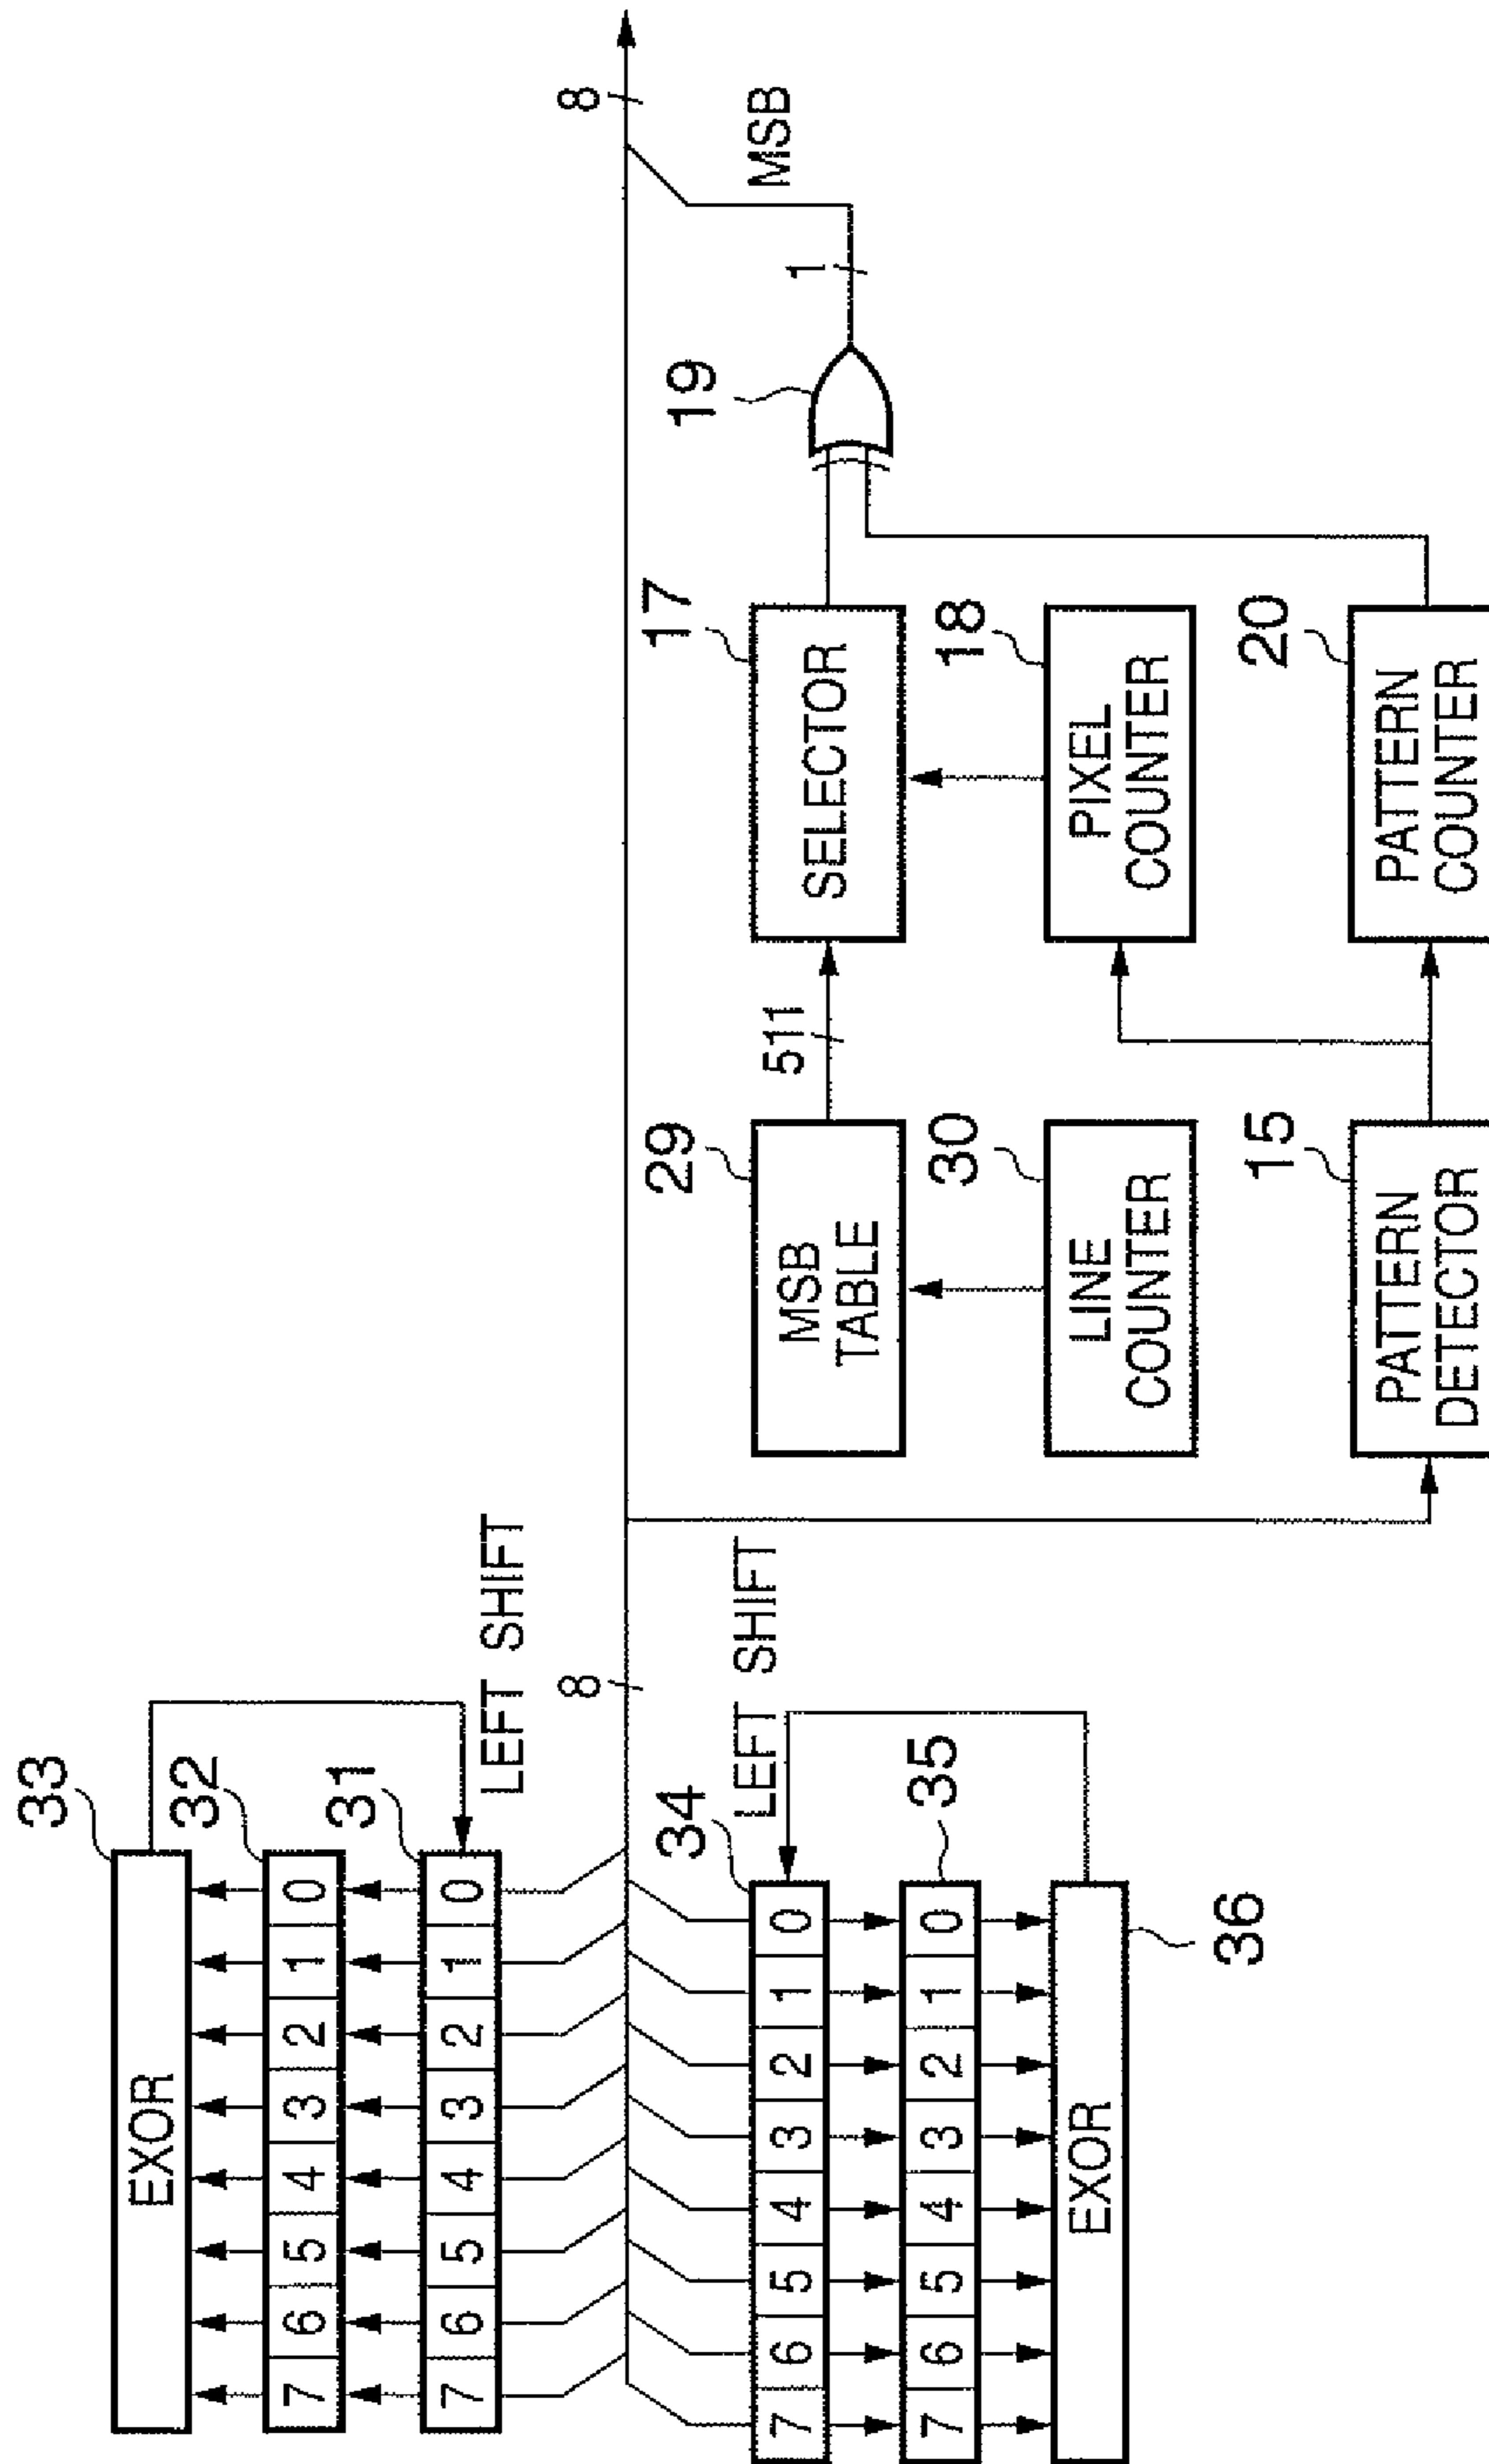 33
EXOR
32
7 6 5 4 3 2 1 0
31
7 6 5 4 3 2 1 0
LEFT SHIFT
8
8
LEFT SHIFT
34
7 6 5 4 3 2 1 0
35
7 6 5 4 3 2 1 0
EXOR
36
29
MSB
TABLE
511
17
SELECTOR
19
1
MSB
30
LINE
COUNTER
18
PIXEL
COUNTER
15
PATTERN
DETECTOR
20
PATTERN
COUNTER